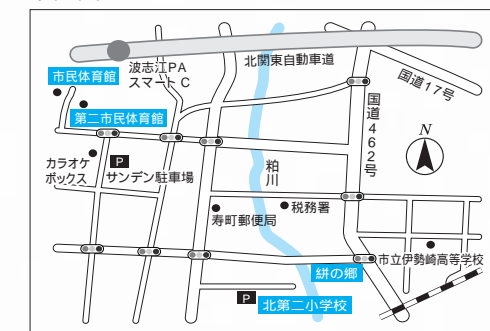 北関東自動車道
波志江PA
スマートC
市民体育館
国道17号
第二市民体育館
国道462号
N
カラオケ
ボックス
P
サンデン駐車場
粕川
税務署
寿町郵便局
市立伊勢崎高等学校
絣の郷
P
北第二小学校